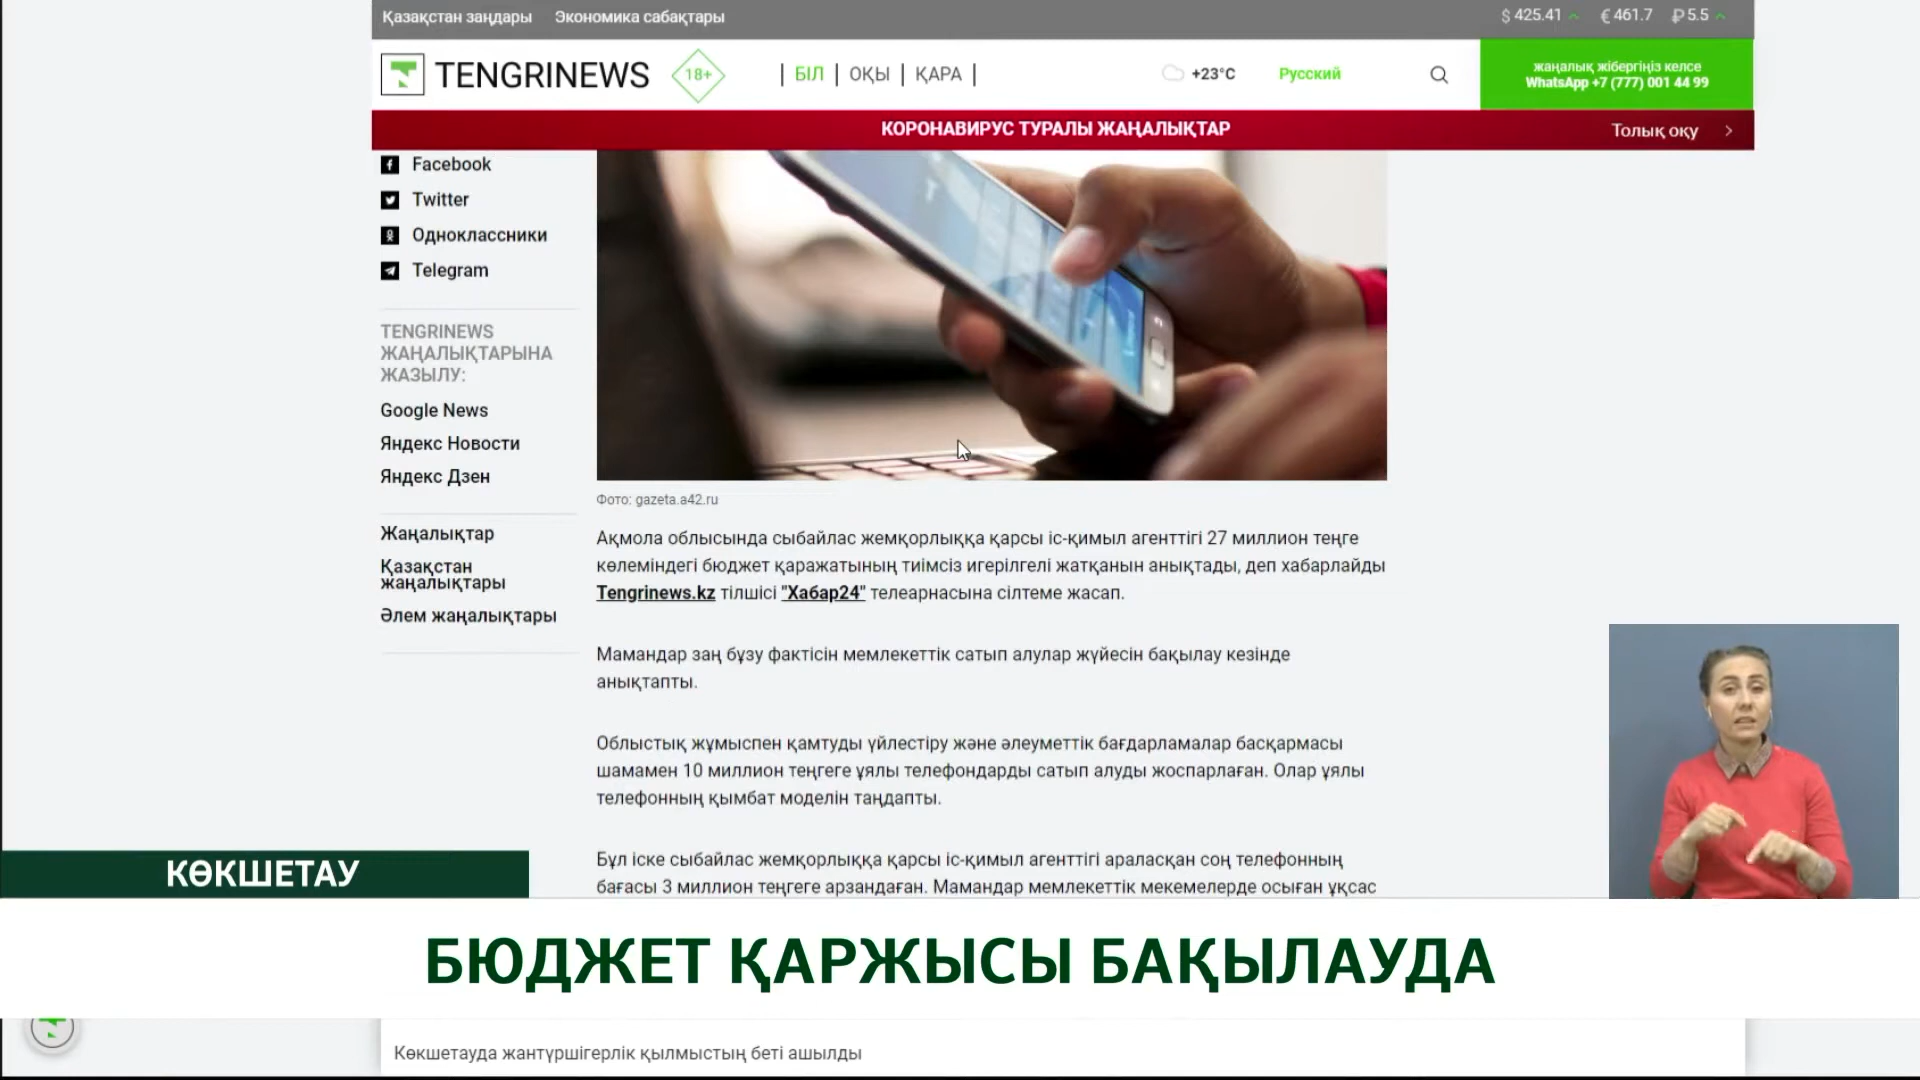 Қазақстан заңдары Экономика сабақтары $ 425.41 € 461.7 ₽ 5.5
TENGRINEWS 18+ | БІЛ | ОҚЫ | ҚАРА | +23°C Русский
жаңалық жібергіңіз келсе
WhatsApp +7 (777) 001 44 99
КОРОНАВИРУС ТУРАЛЫ ЖАҢАЛЫҚТАР Толық оқу
Facebook
Twitter
Одноклассники
Telegram
TENGRINEWS
ЖАҢАЛЫҚТАРЫНА
ЖАЗЫЛУ:
Google News
Яндекс Новости
Яндекс Дзен
Жаңалықтар
Қазақстан
жаңалықтары
Әлем жаңалықтары
Фото: gazeta.a42.ru
Ақмола облысында сыбайлас жемқорлыққа қарсы іс-қимыл агенттігі 27 миллион теңге
көлеміндегі бюджет қаражатының тиімсіз игерілгелі жатқанын анықтады, деп хабарлайды
Tengrinews.kz тілшісі "Хабар24" телеарнасына сілтеме жасап.
Мамандар заң бұзу фактісін мемлекеттік сатып алулар жүйесін бақылау кезінде
анықтапты.
Облыстық жұмыспен қамтуды үйлестіру және әлеуметтік бағдарламалар басқармасы
шамамен 10 миллион теңгеге ұялы телефондарды сатып алуды жоспарлаған. Олар ұялы
телефонның қымбат моделін таңдапты.
Бұл іске сыбайлас жемқорлыққа қарсы іс-қимыл агенттігі араласқан соң телефонның
бағасы 3 миллион теңгеге арзандаған. Мамандар мемлекеттік мекемелерде осыған ұқсас
КӨКШЕТАУ
БЮДЖЕТ ҚАРЖЫСЫ БАҚЫЛАУДА
Көкшетауда жантүршігерлік қылмыстың беті ашылды